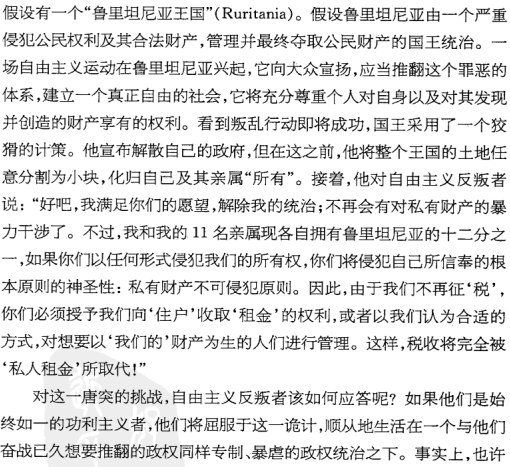 假设有一个“鲁里坦尼亚王国”(Ruritania)。假设鲁里坦尼亚由一个严重
侵犯公民权利及其合法财产,管理并最终夺取公民财产的国王统治。一
场自由主义运动在鲁里坦尼亚兴起,它向大众宣扬,应当推翻这个罪恶的
体系,建立一个真正自由的社会,它将充分尊重个人对自身以及对其发现
并创造的财产享有的权利。看到叛乱行动即将成功,国王采用了一个狡
猾的计策。他宣布解散自己的政府,但在这之前,他将整个王国的土地任
意分割为小块,化归自己及其亲属“所有”。接着,他对自由主义反叛者
说:“好吧,我满足你们的愿望,解除我的统治;不再会有对私有财产的暴
力干涉了。不过,我和我的 11 名亲属现各自拥有鲁里坦尼亚的十二分之
一,如果你们以任何形式侵犯我们的所有权,你们将侵犯自己所信奉的根
本原则的神圣性:私有财产不可侵犯原则。因此,由于我们不再征‘税’,
你们必须授予我们向‘住户’收取‘租金’的权利,或者以我们认为合适的
方式,对想要以‘我们的’财产为生的人们进行管理。这样,税收将完全被
‘私人租金’所取代!”
对这一唐突的挑战,自由主义反叛者该如何应答呢?如果他们是始
终如一的功利主义者,他们将屈服于这一诡计,顺从地生活在一个与他们
奋战已久想要推翻的政权同样专制、暴虐的政权统治之下。事实上,也许